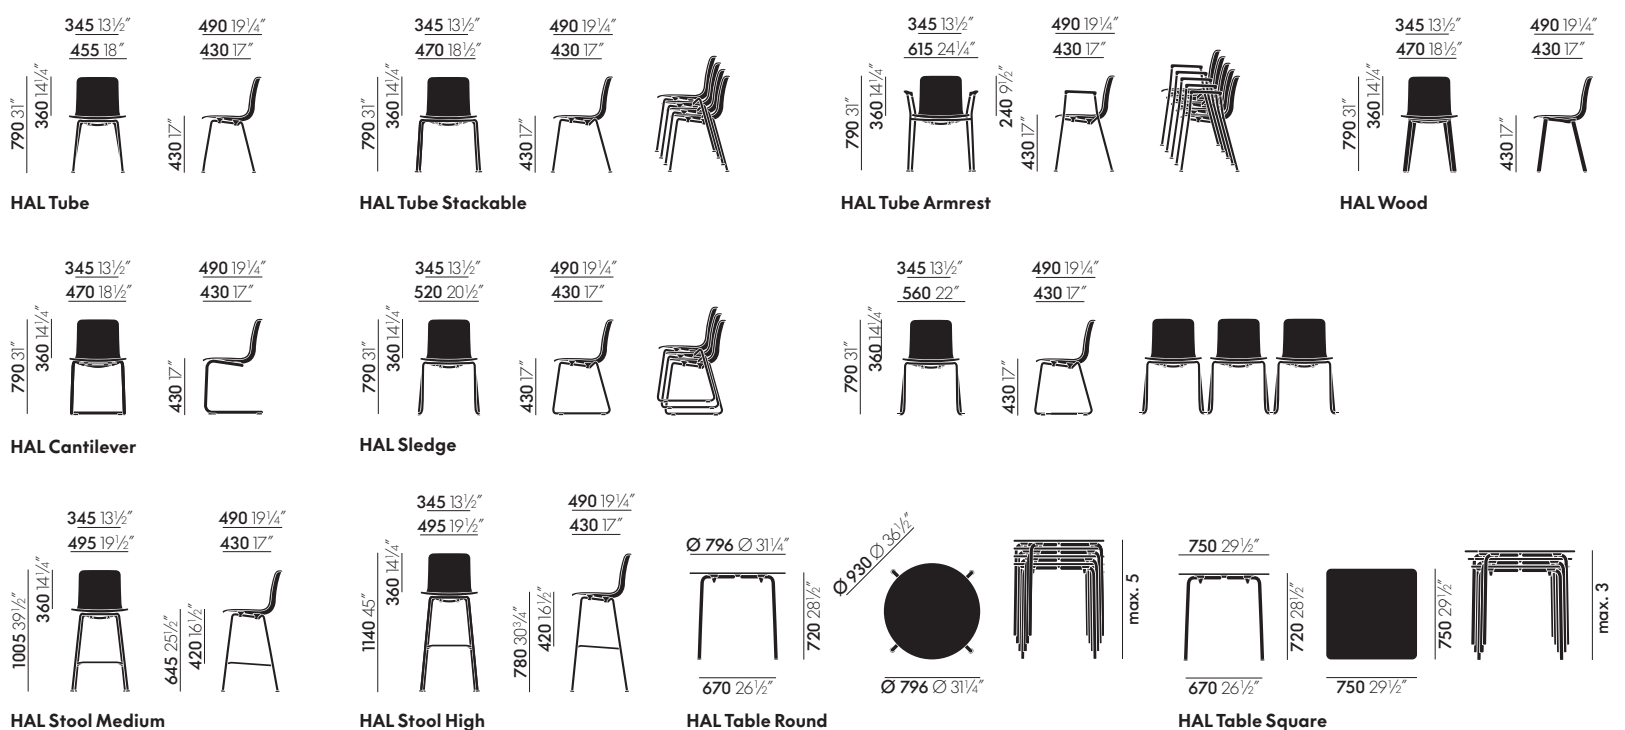 345 13½″ 490 19¼″
455 18″ 430 17″
790 31″ 360 14¼″ 430 17″
HAL Tube
345 13½″ 490 19¼″
470 18½″ 430 17″
790 31″ 360 14¼″ 430 17″
HAL Tube Stackable
345 13½″ 490 19¼″
615 24¼″ 430 17″
790 31″ 360 14¼″ 240 9½″ 430 17″
HAL Tube Armrest
345 13½″ 490 19¼″
470 18½″ 430 17″
790 31″ 360 14¼″ 430 17″
HAL Wood
345 13½″ 490 19¼″
470 18½″ 430 17″
790 31″ 360 14¼″ 430 17″
HAL Cantilever
345 13½″ 490 19¼″
520 20½″ 430 17″
790 31″ 360 14¼″ 430 17″
HAL Sledge
345 13½″ 490 19¼″
560 22″ 430 17″
790 31″ 360 14¼″ 430 17″
345 13½″ 490 19¼″
495 19½″ 430 17″
1005 39½″ 360 14¼″ 645 25½″ 420 16½″
HAL Stool Medium
345 13½″ 490 19¼″
495 19½″ 430 17″
1140 45″ 360 14¼″ 780 30¾″ 420 16½″
HAL Stool High
Ø 796 Ø 31¼″ Ø 930 Ø 36½″
720 28½″ max. 5
670 26½″ Ø 796 Ø 31¼″
HAL Table Round
750 29½″
720 28½″ 750 29½″ max. 3
670 26½″ 750 29½″
HAL Table Square